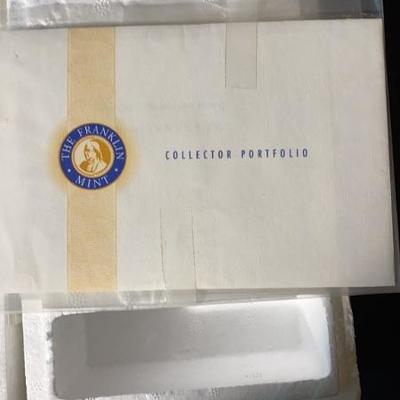 THE FRANKLIN
MINT
COLLECTOR PORTFOLIO